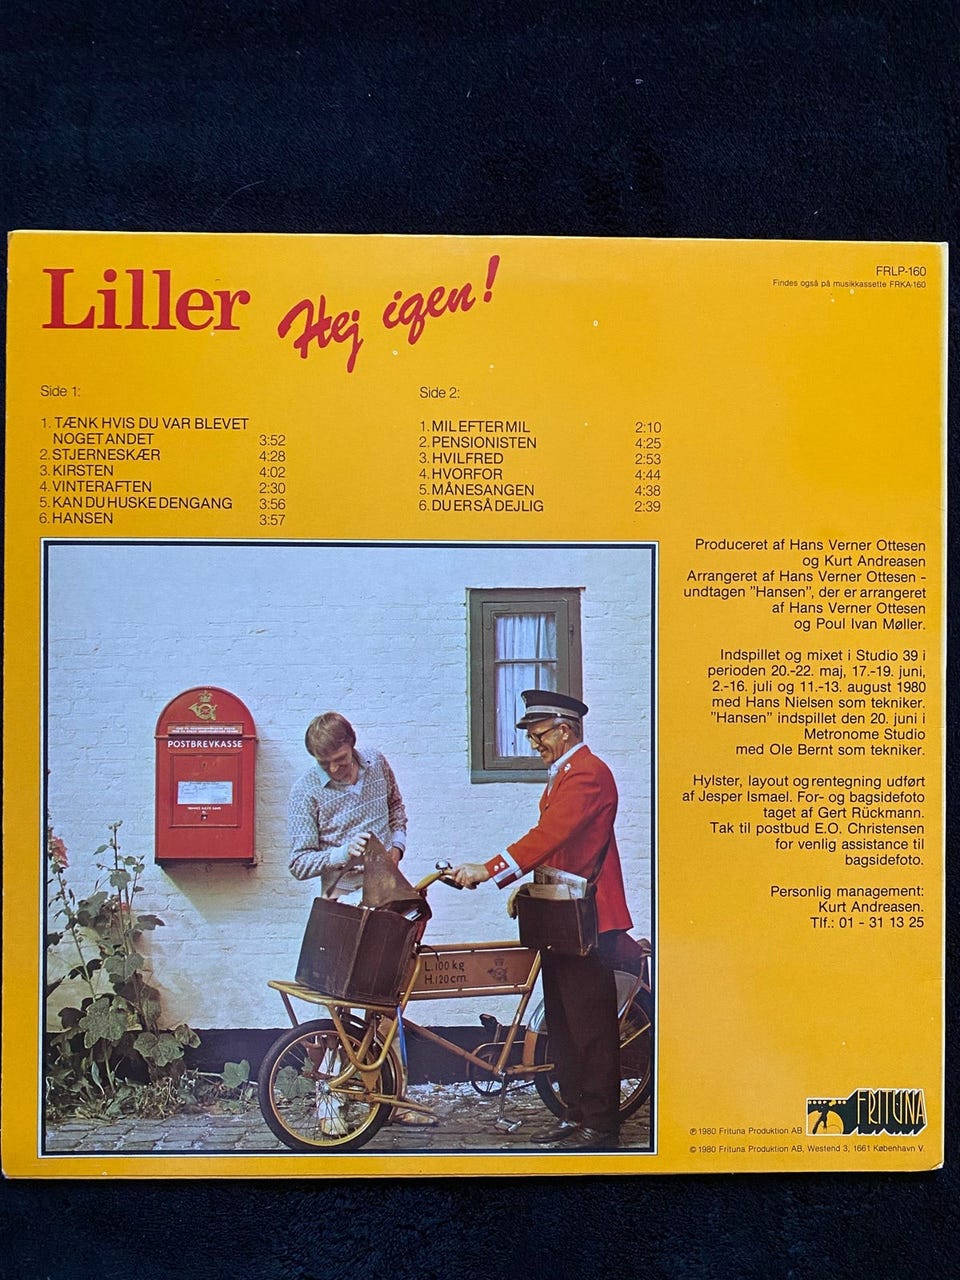 Liller Hej igen!
FRLP-160
Findes også på musikkassette FRKA-160
Side 1:
1. TÆNK HVIS DU VAR BLEVET
NOGET ANDET 3:52
2. STJERNESKÆR 4:28
3. KIRSTEN 4:02
4. VINTERAFTEN 2:30
5. KAN DU HUSKE DENGANG 3:56
6. HANSEN 3:57
Side 2:
1. MIL EFTER MIL 2:10
2. PENSIONISTEN 4:25
3. HVILFRED 2:53
4. HVORFOR 4:44
5. MÅNESANGEN 4:38
6. DU ER SÅ DEJLIG 2:39
POSTBREVKASSE
L.100 kg
H.120 cm.
Produceret af Hans Verner Ottesen
og Kurt Andreasen
Arrangeret af Hans Verner Ottesen -
undtagen "Hansen", der er arrangeret
af Hans Verner Ottesen
og Poul Ivan Møller.
Indspillet og mixet i Studio 39 i
perioden 20.-22. maj, 17.-19. juni,
2.-16. juli og 11.-13. august 1980
med Hans Nielsen som tekniker.
"Hansen" indspillet den 20. juni i
Metronome Studio
med Ole Bernt som tekniker.
Hylster, layout og rentegning udført
af Jesper Ismael. For- og bagsidefoto
taget af Gert Rückmann.
Tak til postbud E.O. Christensen
for venlig assistance til
bagsidefoto.
Personlig management:
Kurt Andreasen.
Tlf.: 01 - 31 13 25
FRITUNA
℗ 1980 Frituna Produktion AB
© 1980 Frituna Produktion AB, Westend 3, 1661 København V.